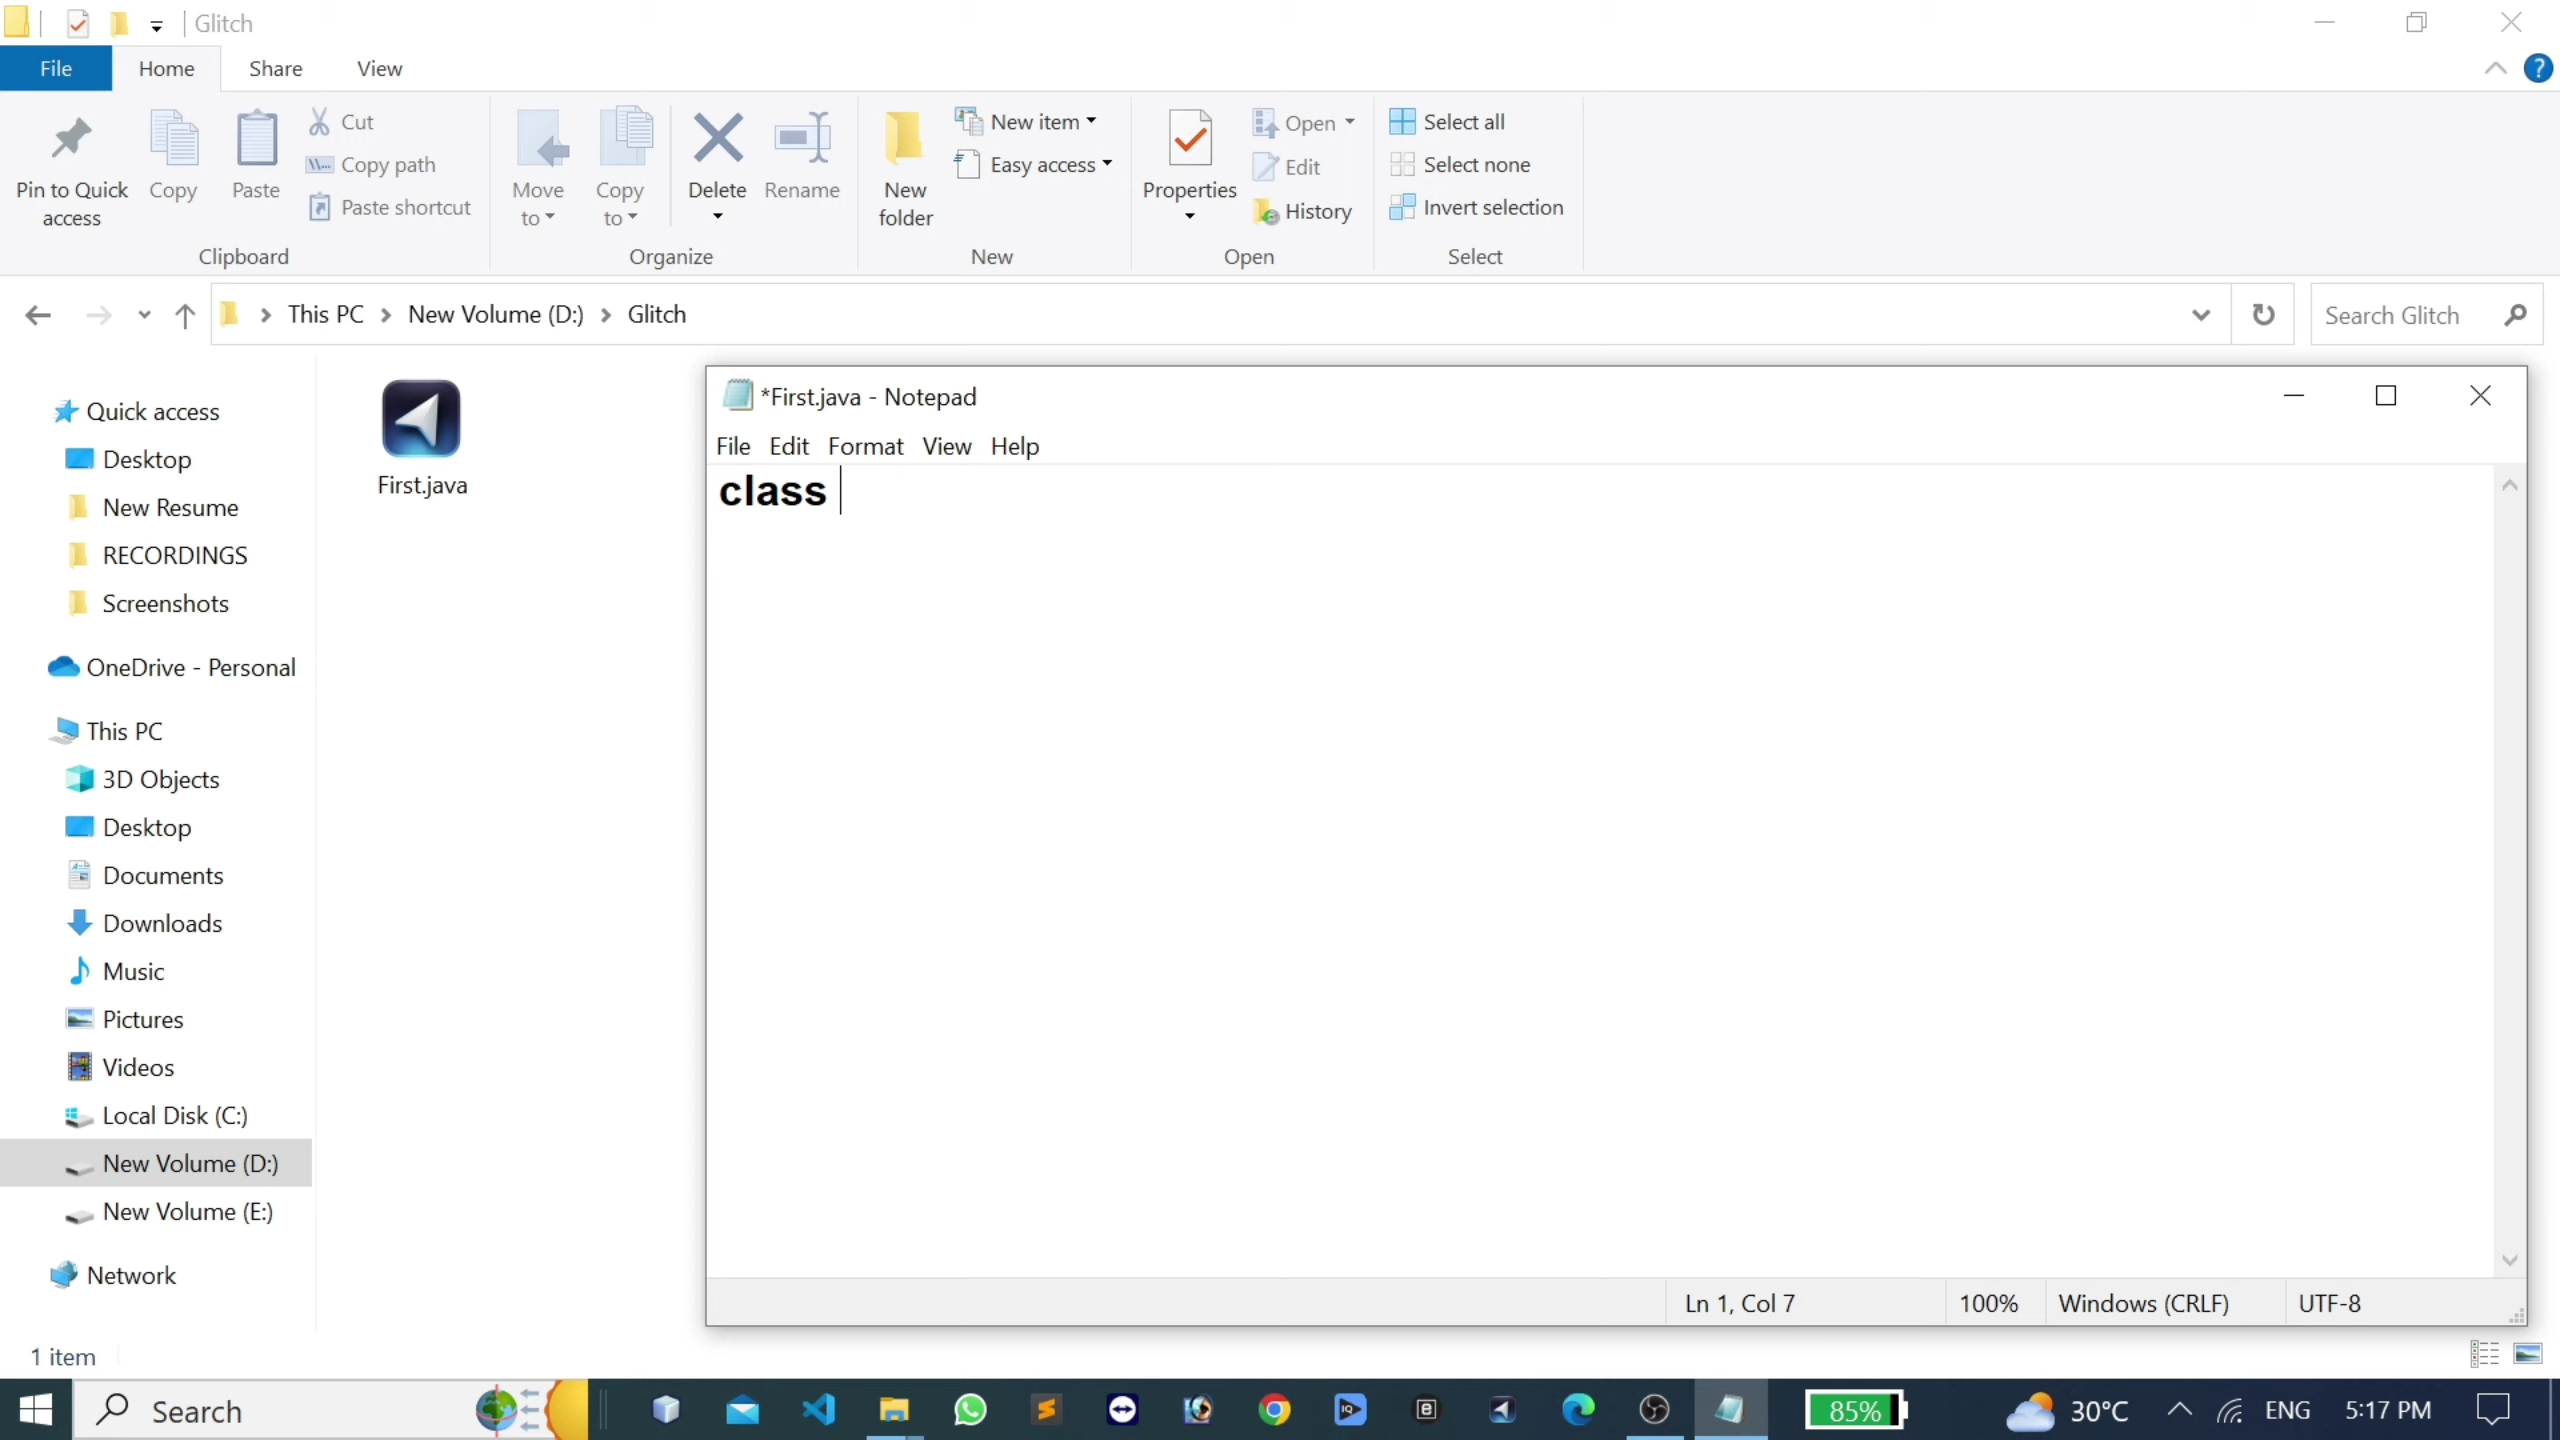 Glitch
File Home Share View
Pin to Quick access
Copy
Paste
Cut
Copy path
Paste shortcut
Clipboard
Move to
Copy to
Delete
Rename
Organize
New folder
New item
Easy access
New
Properties
Open
Edit
History
Open
Select all
Select none
Invert selection
Select
This PC > New Volume (D:) > Glitch
Search Glitch
Quick access
Desktop
New Resume
RECORDINGS
Screenshots
OneDrive - Personal
This PC
3D Objects
Desktop
Documents
Downloads
Music
Pictures
Videos
Local Disk (C:)
New Volume (D:)
New Volume (E:)
Network
First.java
*First.java - Notepad
File Edit Format View Help
class
Ln 1, Col 7
100%
Windows (CRLF)
UTF-8
1 item
Search
85%
30°C
ENG
5:17 PM